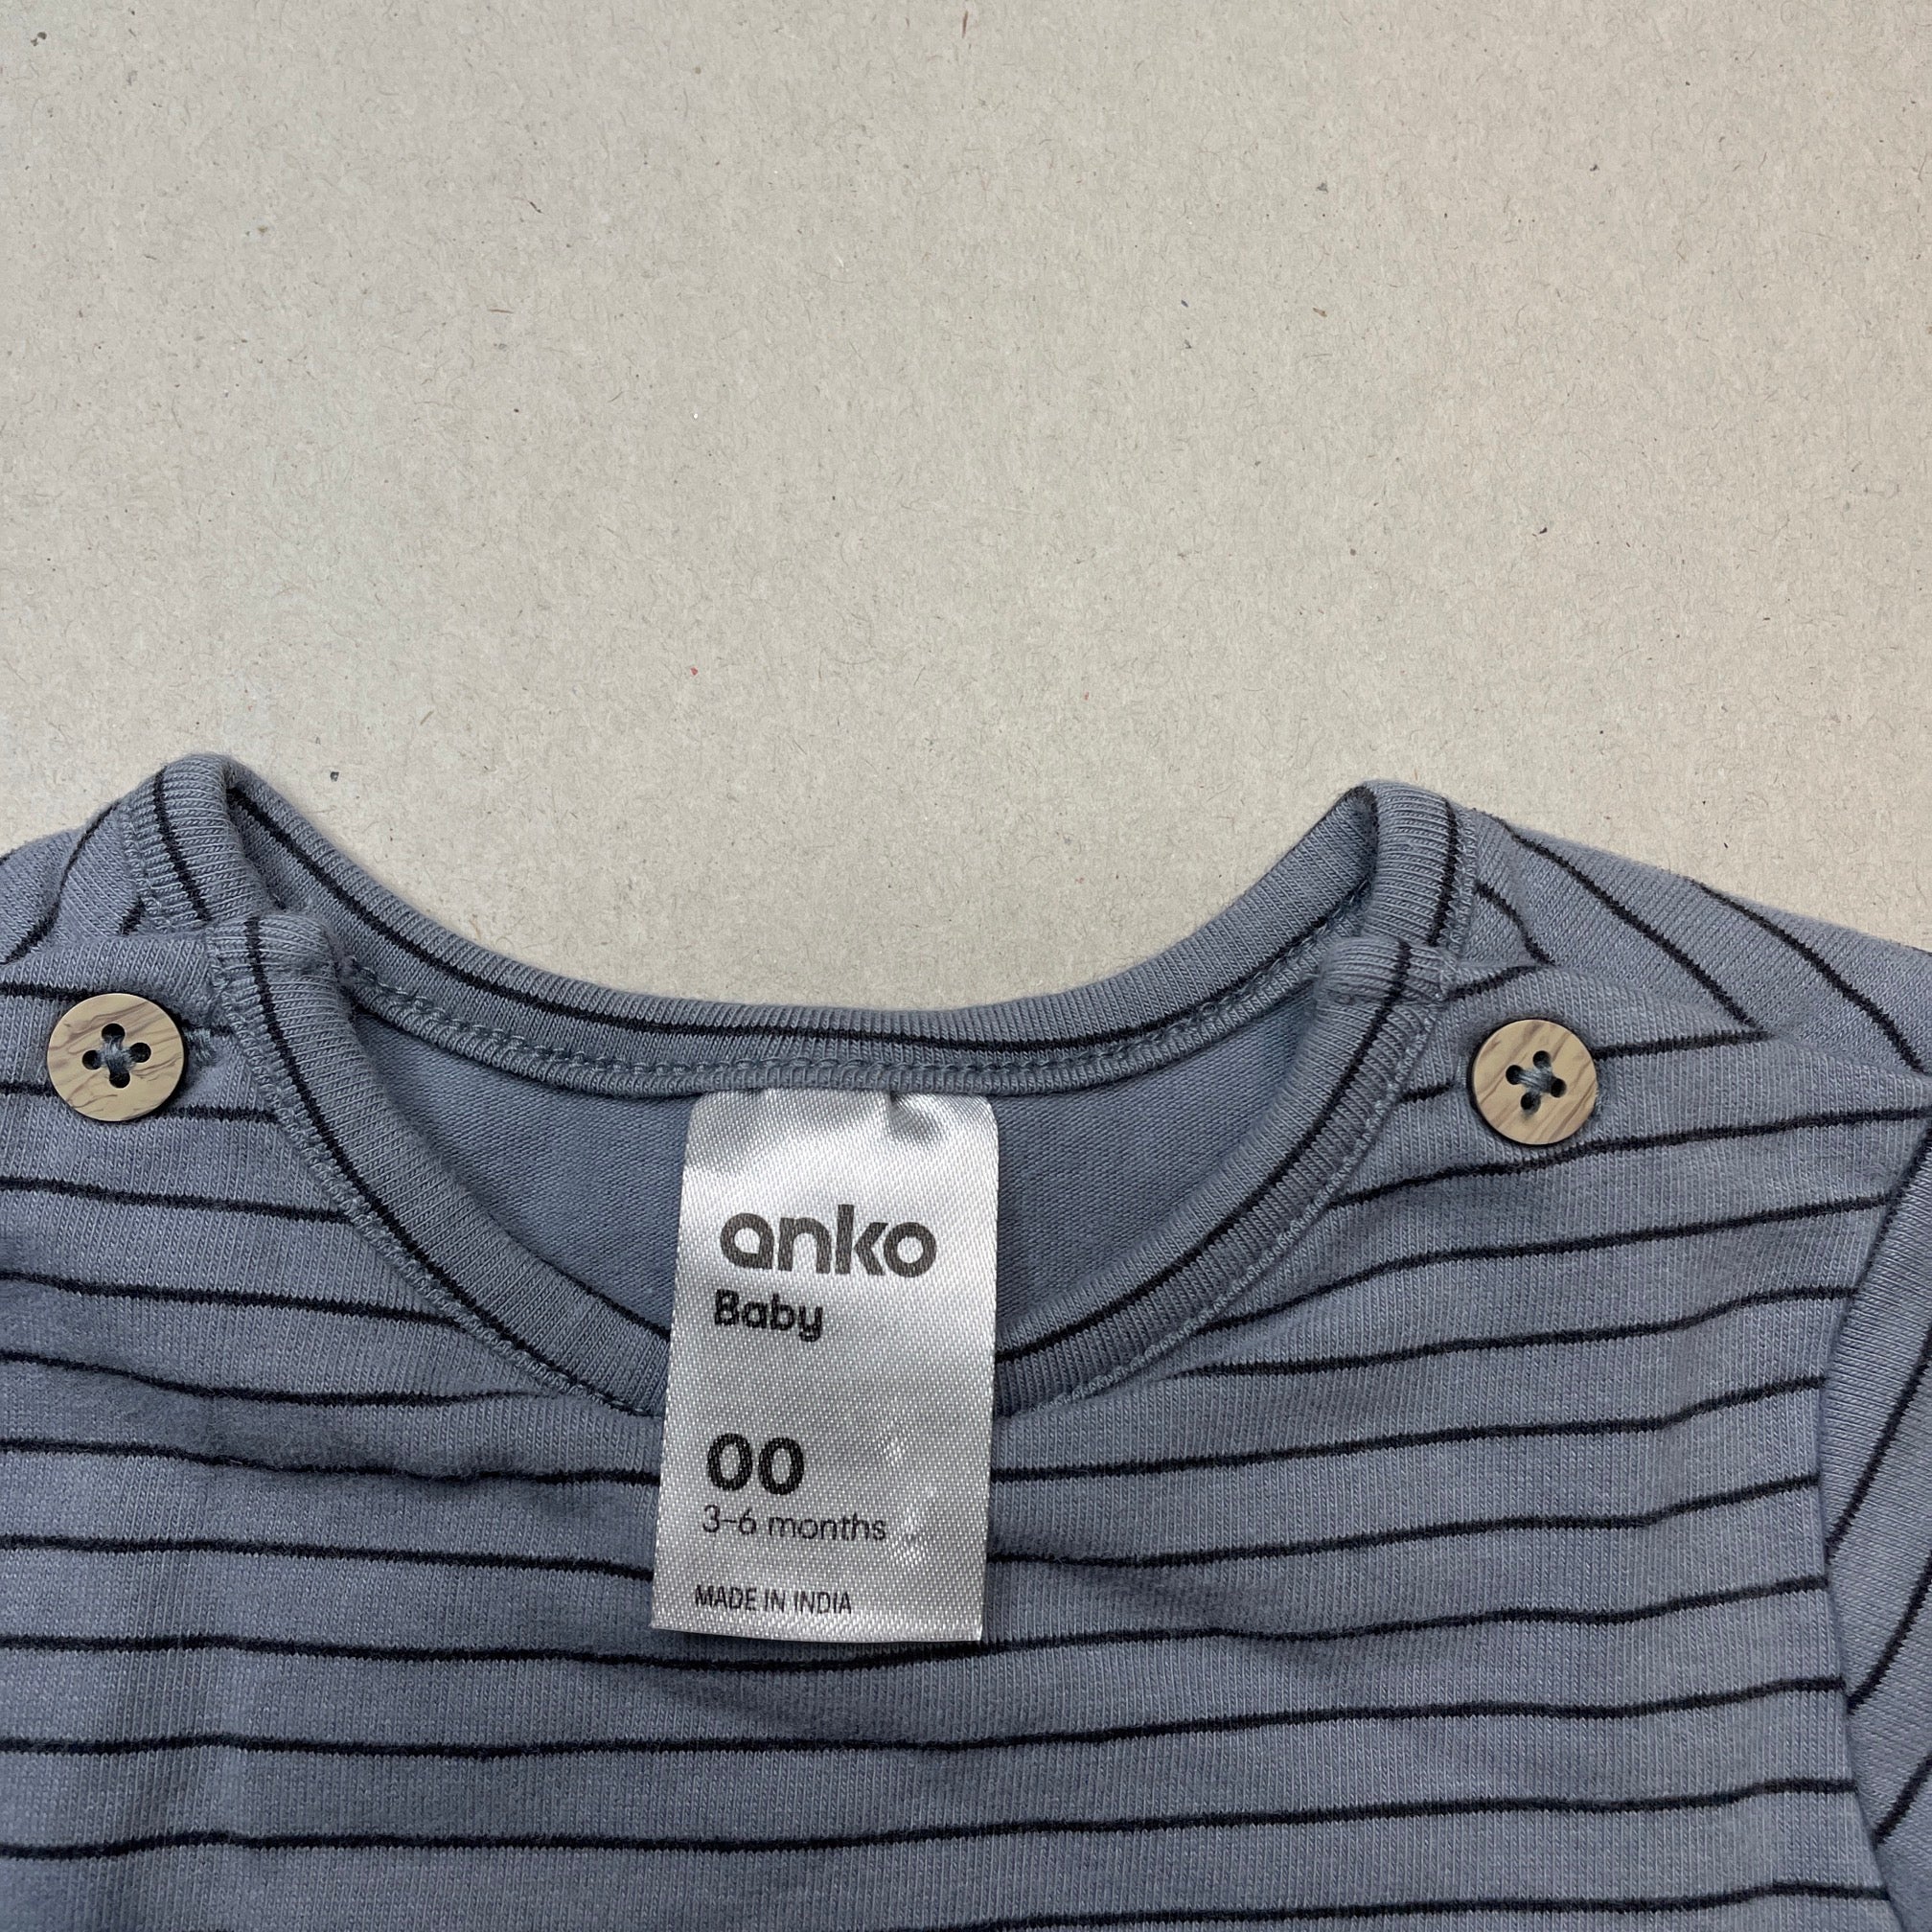 anko
Baby
00
3-6 months
MADE IN INDIA